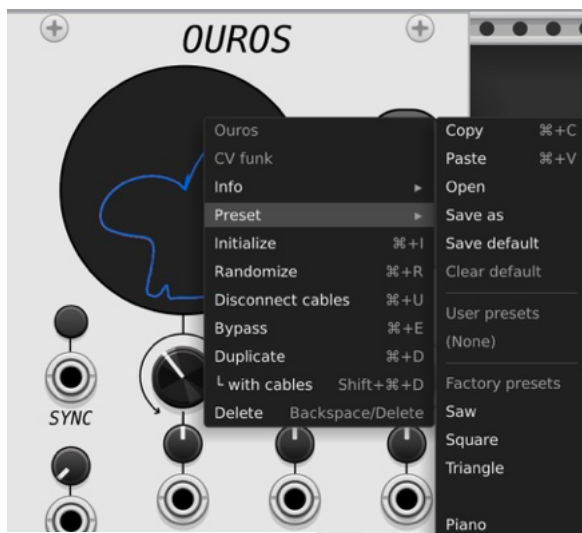 OUROS
Ouros
CV funk
Info ▸
Preset ▸
Initialize ⌘+I
Randomize ⌘+R
Disconnect cables ⌘+U
Bypass ⌘+E
Duplicate ⌘+D
└ with cables Shift+⌘+D
Delete Backspace/Delete
Copy ⌘+C
Paste ⌘+V
Open
Save as
Save default
Clear default
User presets
(None)
Factory presets
Saw
Square
Triangle
Piano
SYNC